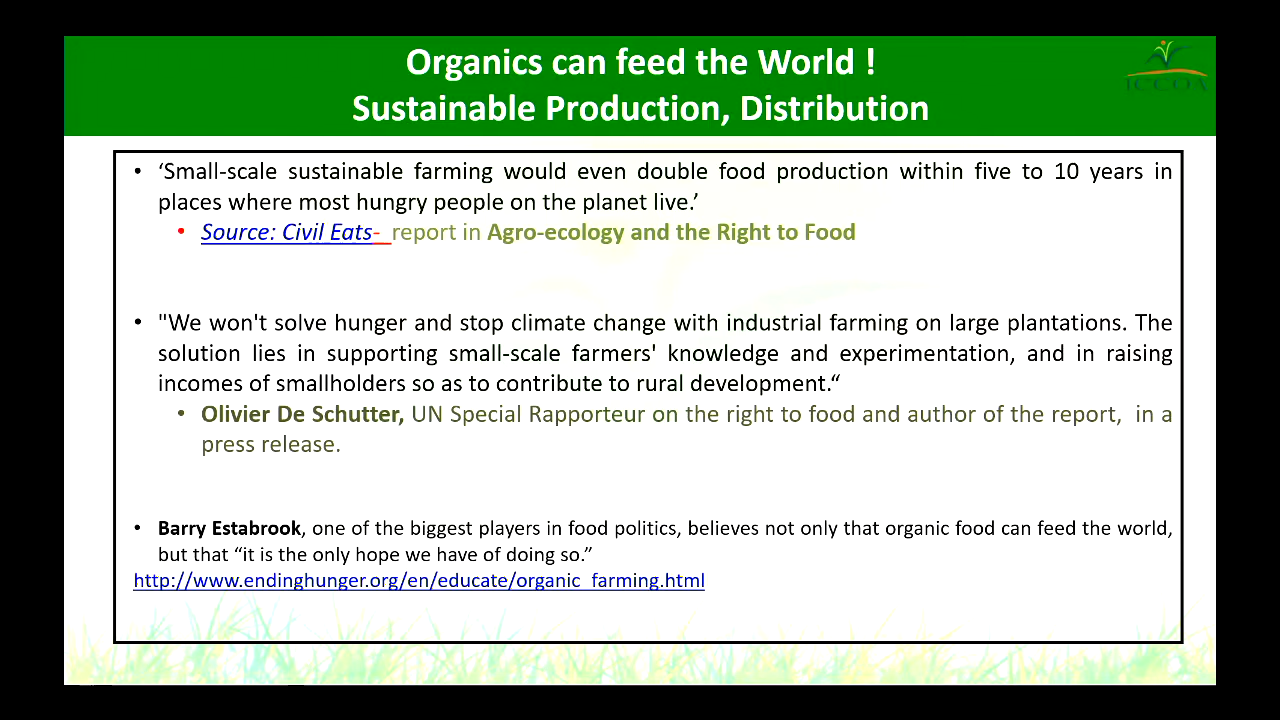 Organics can feed the World !
Sustainable Production, Distribution
ICCOA
• ‘Small-scale sustainable farming would even double food production within five to 10 years in
places where most hungry people on the planet live.’
• Source: Civil Eats- report in Agro-ecology and the Right to Food
• "We won't solve hunger and stop climate change with industrial farming on large plantations. The
solution lies in supporting small-scale farmers' knowledge and experimentation, and in raising
incomes of smallholders so as to contribute to rural development.“
• Olivier De Schutter, UN Special Rapporteur on the right to food and author of the report, in a
press release.
• Barry Estabrook, one of the biggest players in food politics, believes not only that organic food can feed the world,
but that “it is the only hope we have of doing so.”
http://www.endinghunger.org/en/educate/organic_farming.html